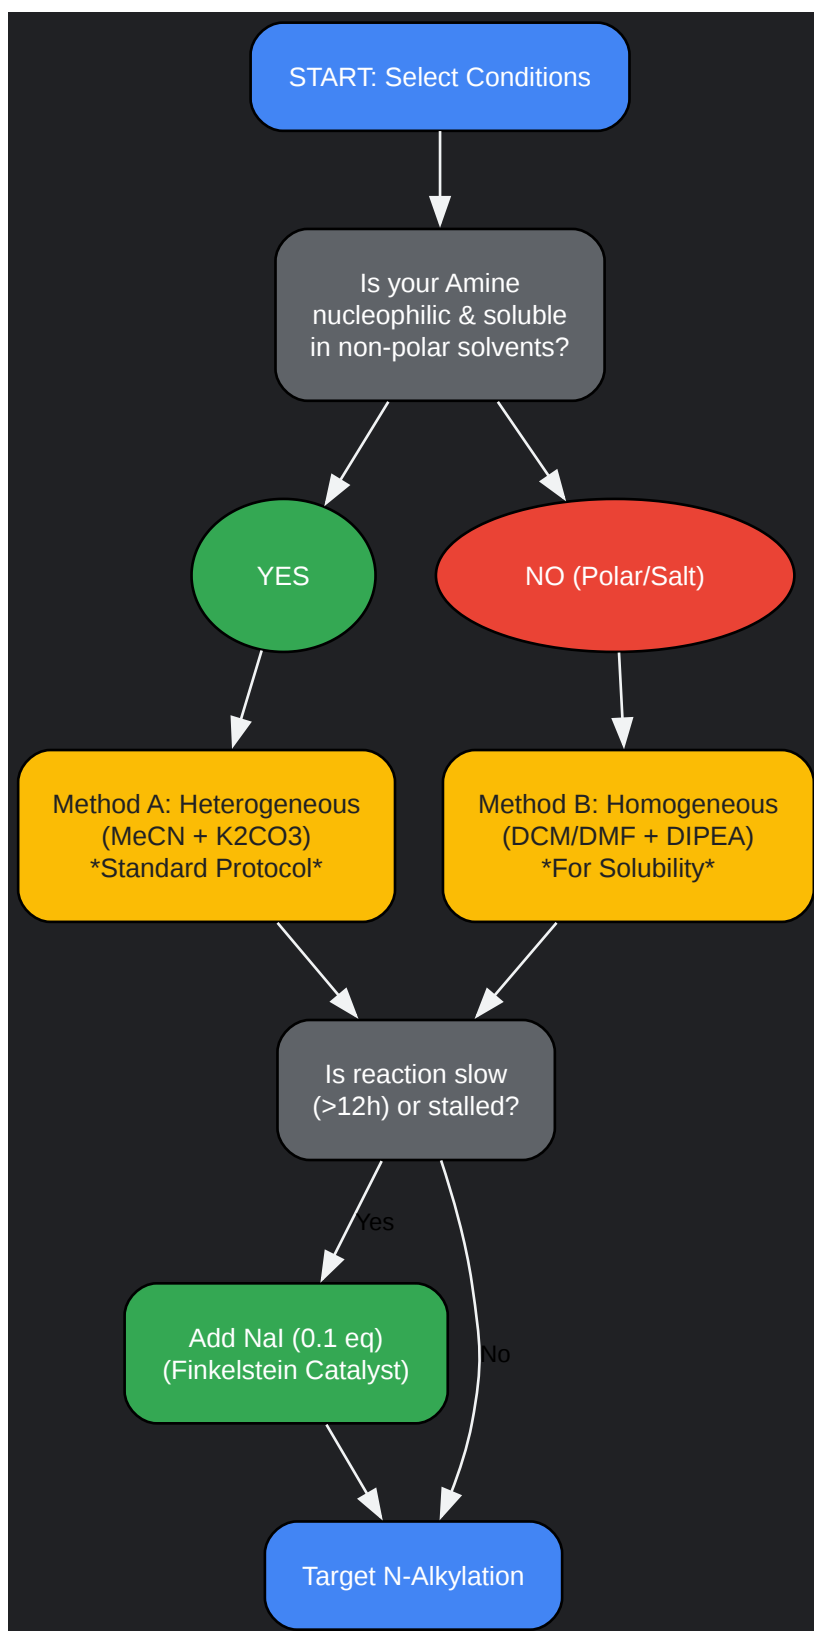 START: Select Conditions
Is your Amine
nucleophilic & soluble
in non-polar solvents?
YES
NO (Polar/Salt)
Method A: Heterogeneous
(MeCN + K2CO3)
*Standard Protocol*
Method B: Homogeneous
(DCM/DMF + DIPEA)
*For Solubility*
Is reaction slow
(>12h) or stalled?
Yes
Add NaI (0.1 eq)
(Finkelstein Catalyst)
No
Target N-Alkylation